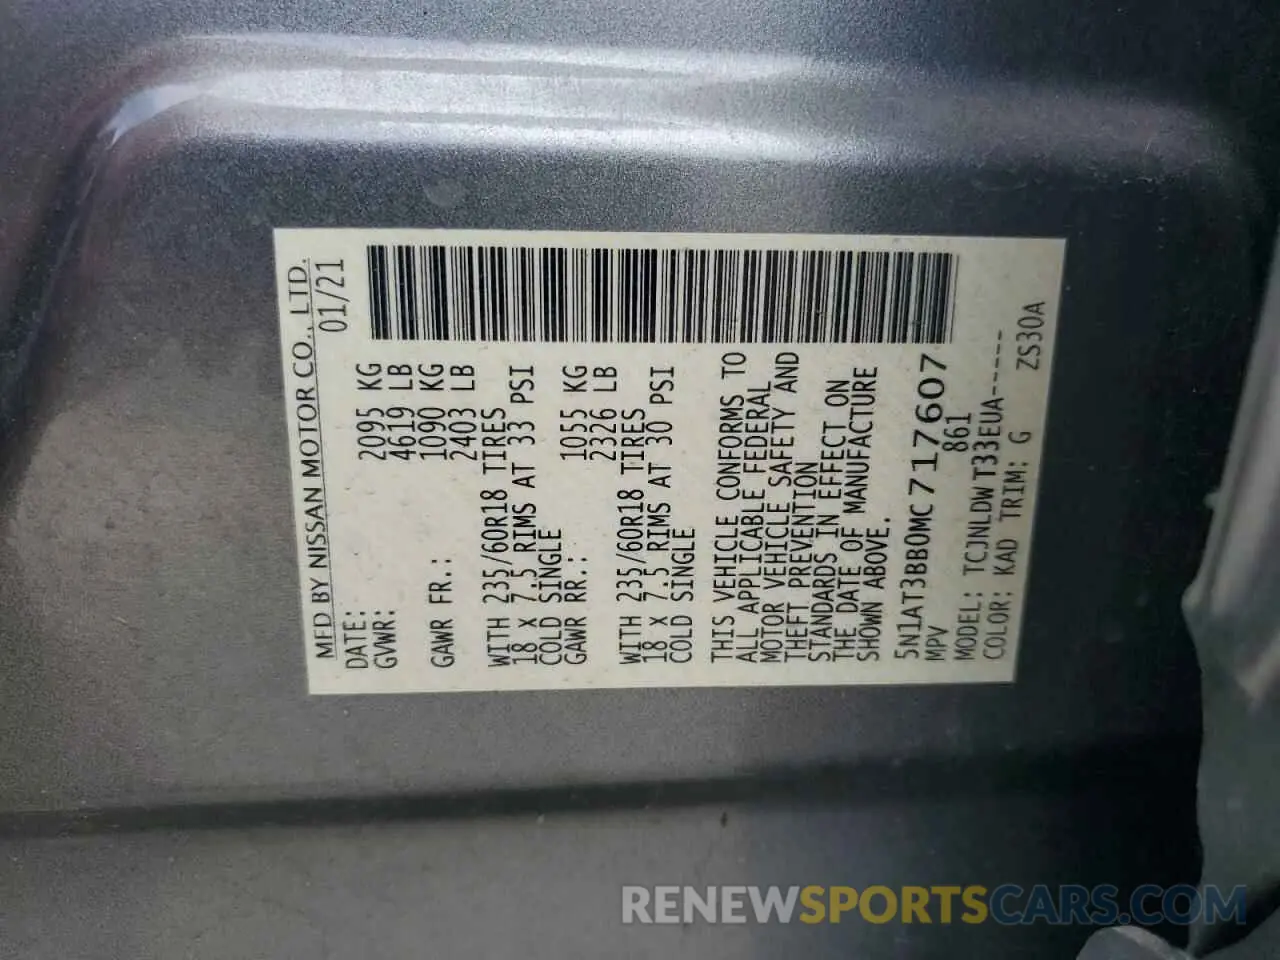 MFD BY NISSAN MOTOR CO., LTD.
DATE: 01/21
GVWR: 2095 KG
4619 LB
GAWR FR.: 1090 KG
2403 LB
WITH 235/60R18 TIRES
18 X 7.5 RIMS AT 33 PSI
COLD SINGLE
GAWR RR.: 1055 KG
2326 LB
WITH 235/60R18 TIRES
18 X 7.5 RIMS AT 30 PSI
COLD SINGLE
THIS VEHICLE CONFORMS TO
ALL APPLICABLE FEDERAL
MOTOR VEHICLE SAFETY AND
THEFT PREVENTION
STANDARDS IN EFFECT ON
THE DATE OF MANUFACTURE
SHOWN ABOVE.
5N1AT3BB0MC717607
MPV 861
MODEL: TCJNLDWT33EUA-----
COLOR: KAD TRIM: G ZS30A
RENEWSPORTSCARS.COM